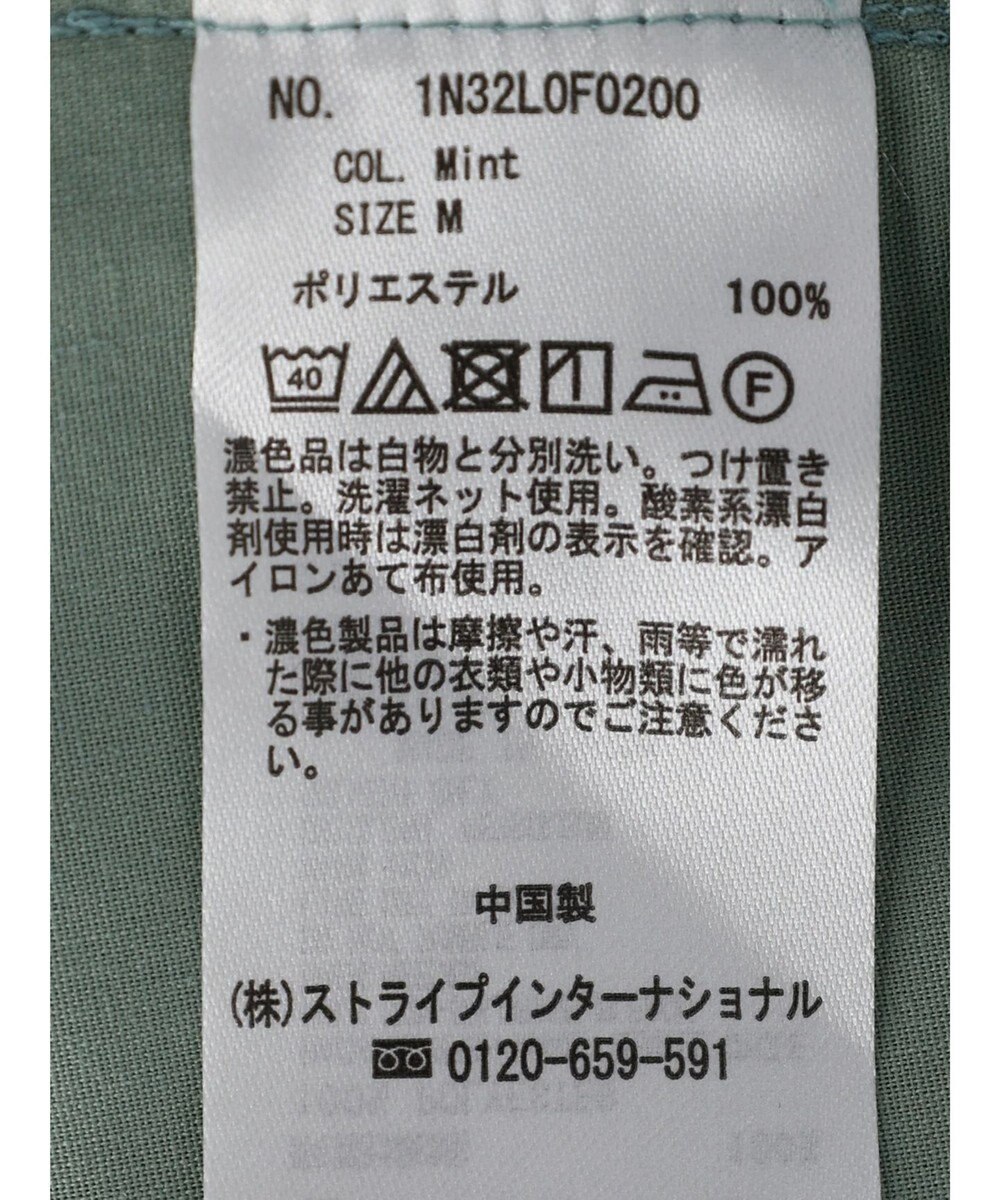 NO. 1N32L0F0200
COL. Mint
SIZE M
ポリエステル 100%
40 F
濃色品は白物と分別洗い。つけ置き
禁止。洗濯ネット使用。酸素系漂白
剤使用時は漂白剤の表示を確認。ア
イロンあて布使用。
・濃色製品は摩擦や汗、雨等で濡れ
た際に他の衣類や小物類に色が移
る事がありますのでご注意くださ
い。
中国製
(株)ストライプインターナショナル
0120-659-591